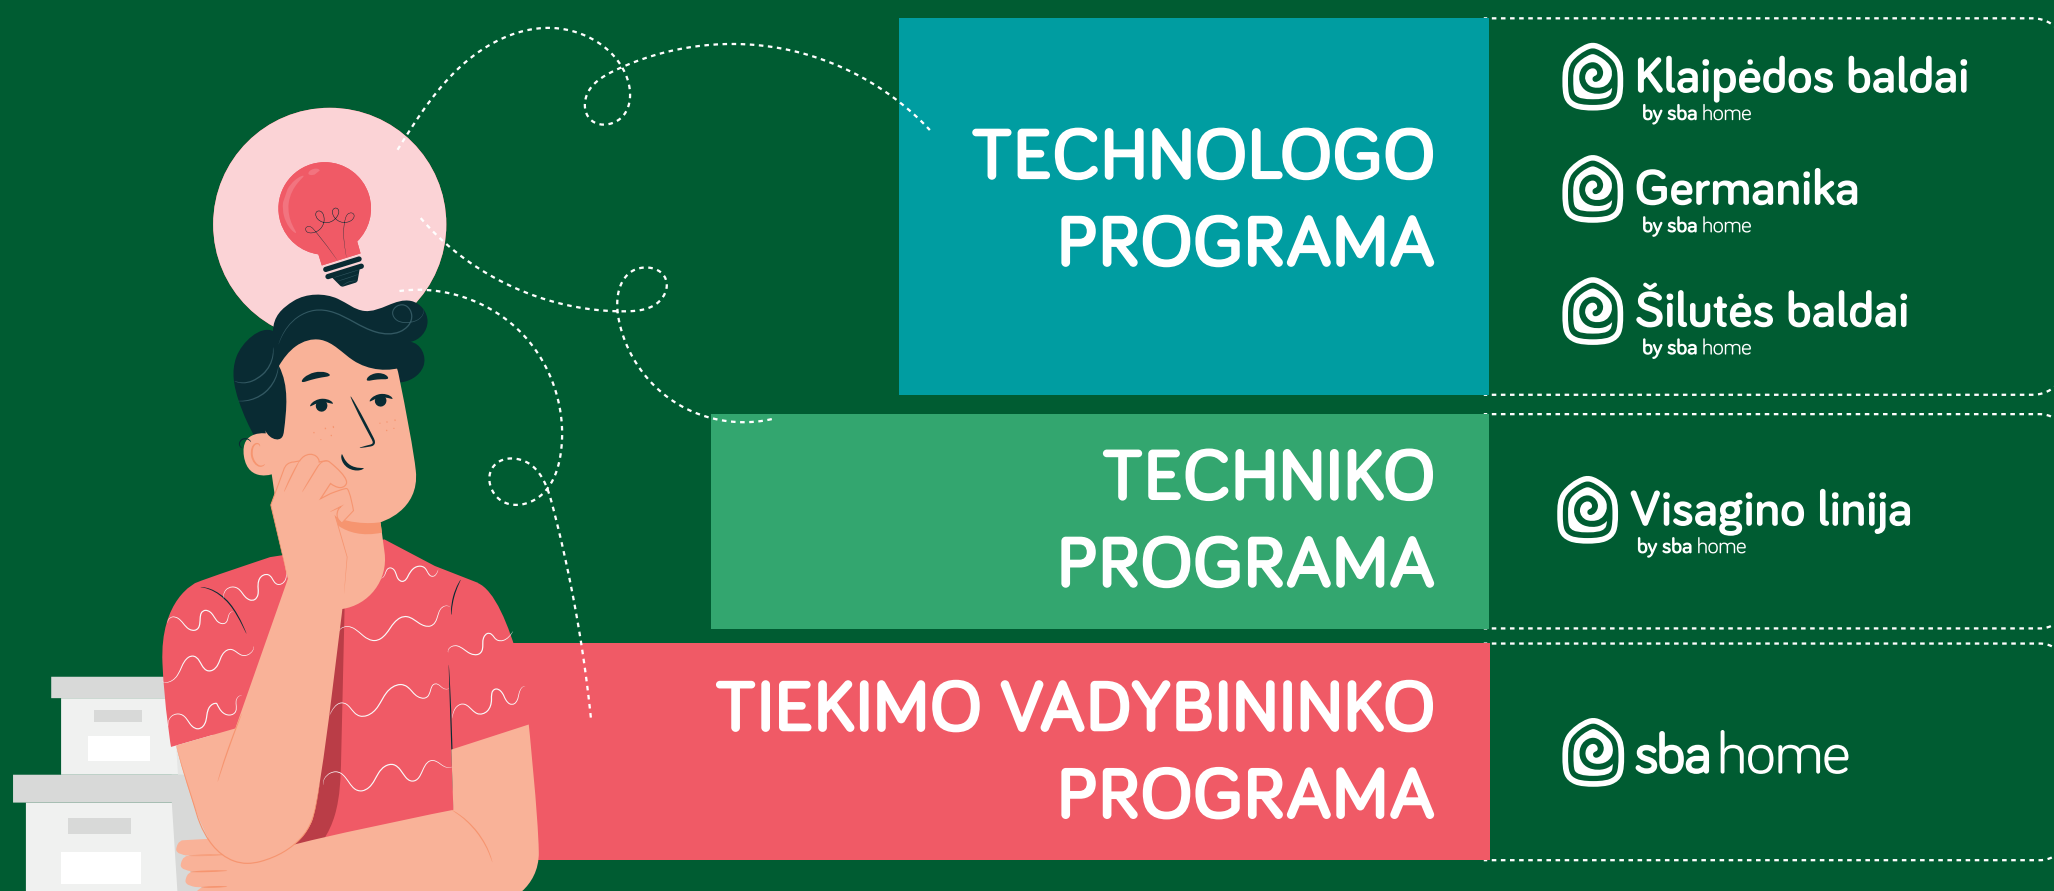 TECHNOLOGO
PROGRAMA
Klaipėdos baldai
by sba home
Germanika
by sba home
Šilutės baldai
by sba home
TECHNIKO
PROGRAMA
Visagino linija
by sba home
TIEKIMO VADYBININKO
PROGRAMA
sba home